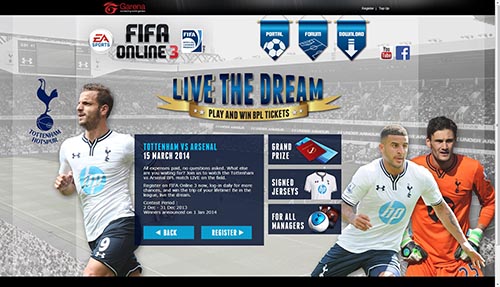 Garena
Register | Top Up
EA
SPORTS
FIFA
ONLINE 3
FIFA
PORTAL
FORUM
DOWNLOAD
You
Tube
f
LIVE THE DREAM
PLAY AND WIN BPL TICKETS
TOTTENHAM
HOTSPUR
TOTTENHAM VS ARSENAL
15 MARCH 2014
All expenses paid, no questions asked. What else
are you waiting for? Join us to watch the Tottenham
vs Arsenal BPL match LIVE on the field.
Register on FIFA Online 3 now, log-in daily for more
chances, and win the trip of your lifetime! Be in the
league, live the dream.
Contest Period :
2 Dec - 31 Dec 2013
Winners announced on 1 Jan 2014
BACK
REGISTER
GRAND
PRIZE
SIGNED
JERSEYS
FOR ALL
MANAGERS
hp
9
hp